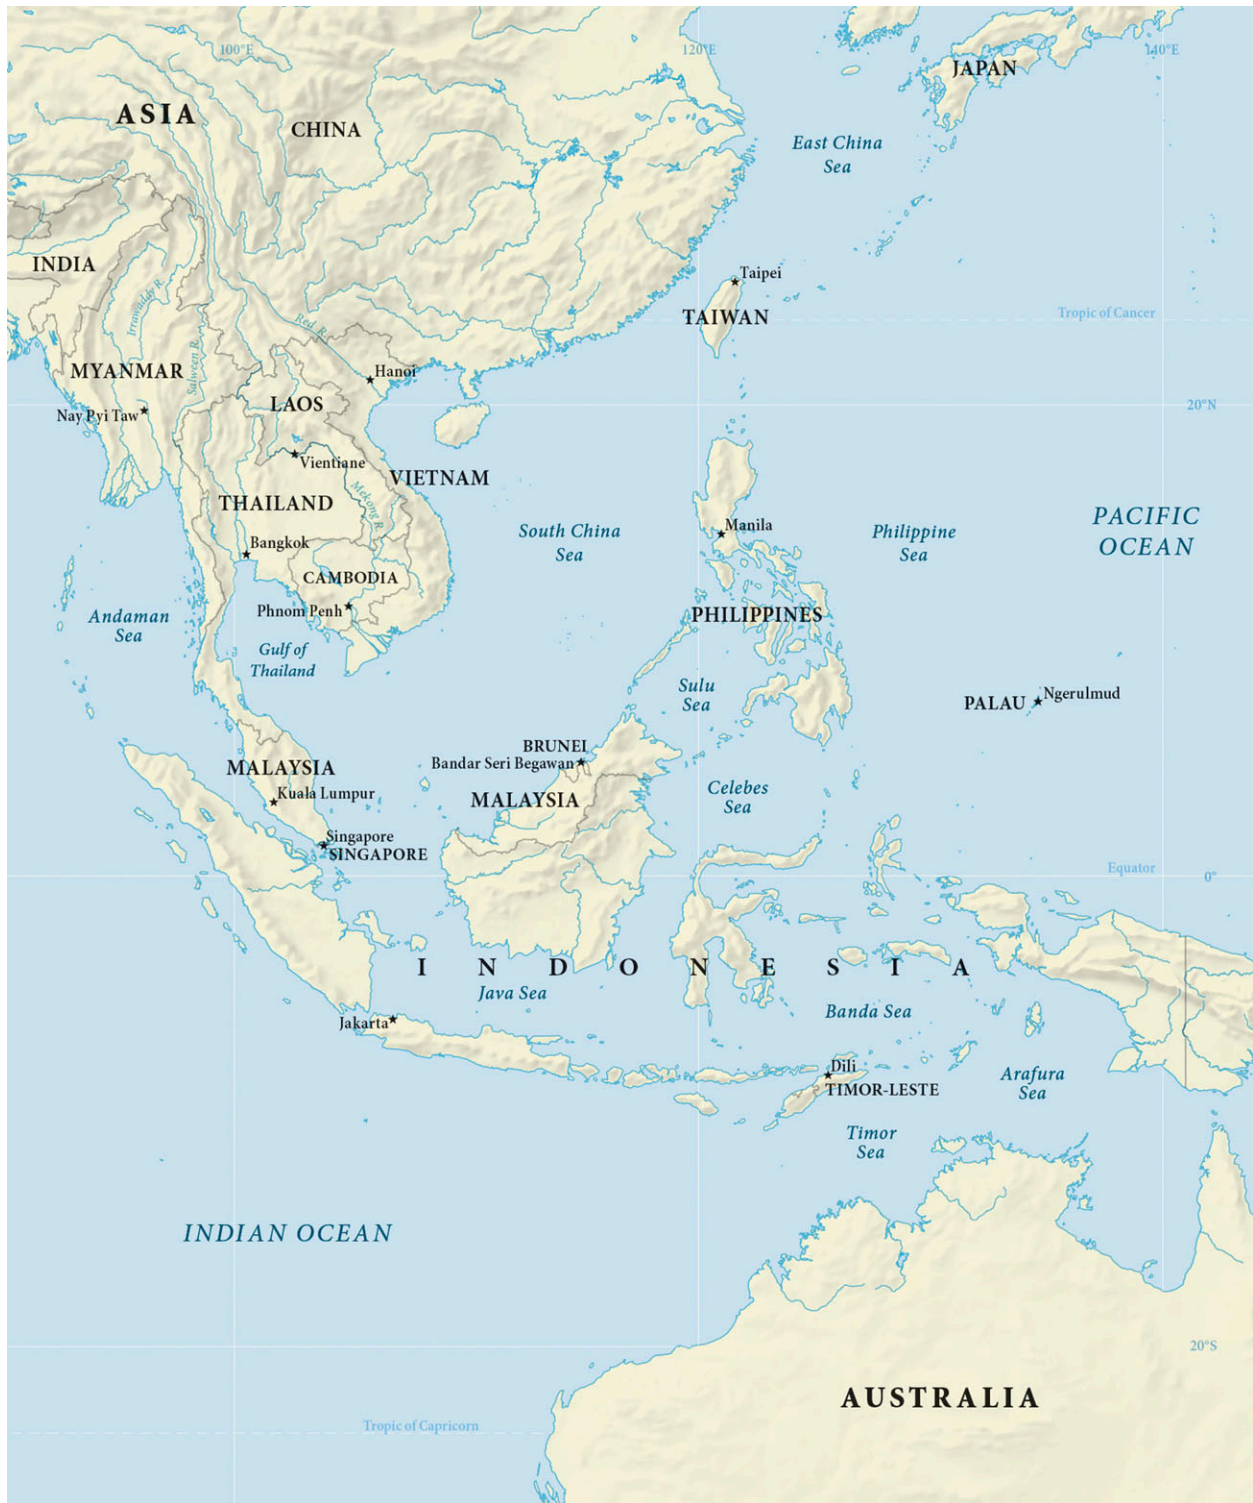 100°E
120°E
140°E
JAPAN
ASIA
CHINA
East China
Sea
INDIA
Taipei
Irrawaddy R.
TAIWAN
Tropic of Cancer
Red R.
Salween R.
MYANMAR
Hanoi
LAOS
20°N
Nay Pyi Taw
Vientiane
VIETNAM
THAILAND
Mekong R.
PACIFIC
OCEAN
Manila
South China
Sea
Philippine
Sea
Bangkok
CAMBODIA
Phnom Penh
PHILIPPINES
Andaman
Sea
Gulf of
Thailand
Sulu
Sea
PALAU
Ngerulmud
BRUNEI
Bandar Seri Begawan
MALAYSIA
Kuala Lumpur
MALAYSIA
Celebes
Sea
Singapore
SINGAPORE
Equator
0°
INDONESIA
Java Sea
Banda Sea
Jakarta
Dili
TIMOR-LESTE
Arafura
Sea
Timor
Sea
INDIAN OCEAN
20°S
AUSTRALIA
Tropic of Capricorn